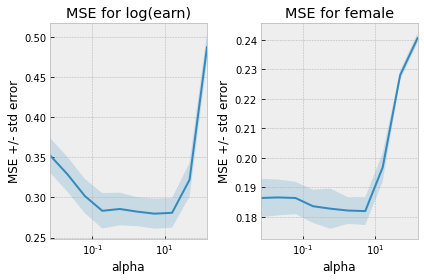 MSE for log(earn)
MSE +/- std error
0.50
0.45
0.40
0.35
0.30
0.25
10⁻¹
10¹
alpha
MSE for female
MSE +/- std error
0.24
0.23
0.22
0.21
0.20
0.19
0.18
10⁻¹
10¹
alpha